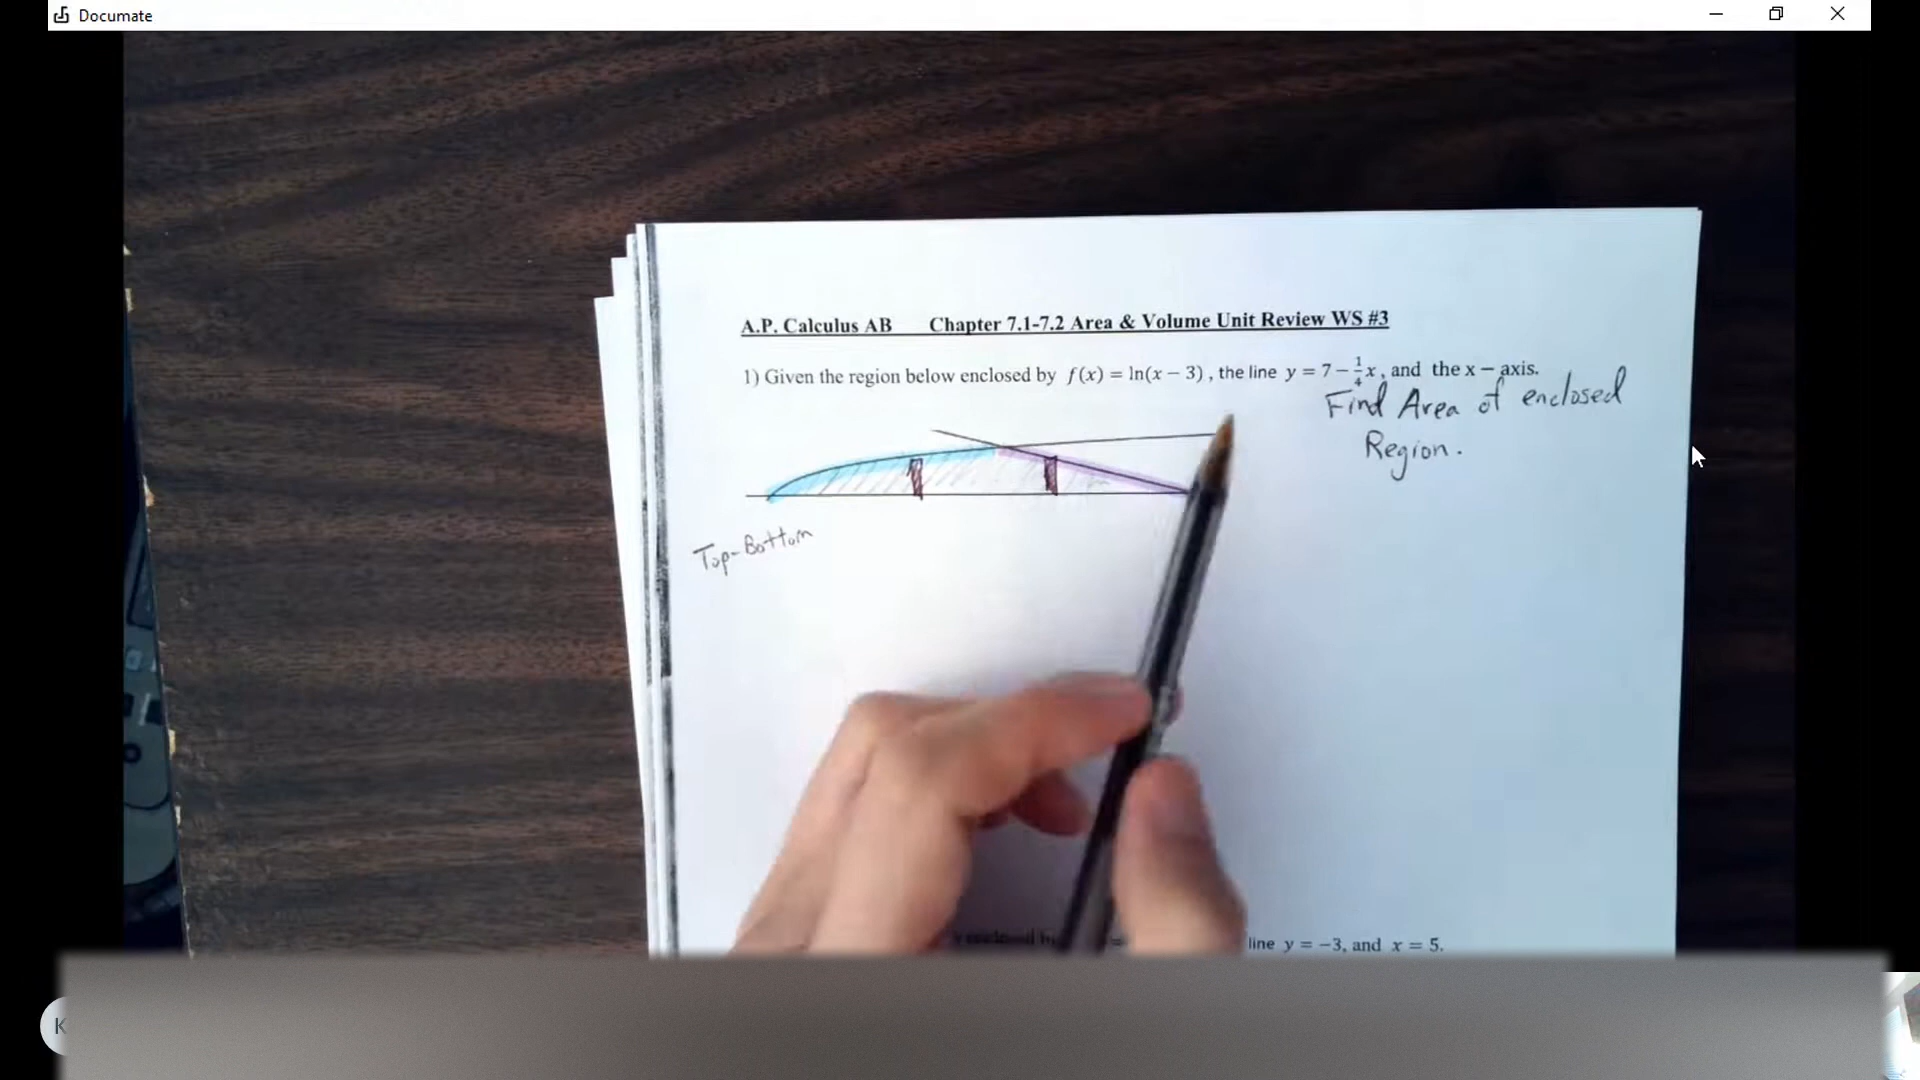 Documate
A.P. Calculus AB Chapter 7.1-7.2 Area & Volume Unit Review WS #3
1) Given the region below enclosed by f(x) = ln(x − 3), the line y = 7 − 1/4 x, and the x − axis.
Find Area of enclosed
Region.
Top-Bottom
line y = −3, and x = 5.
K